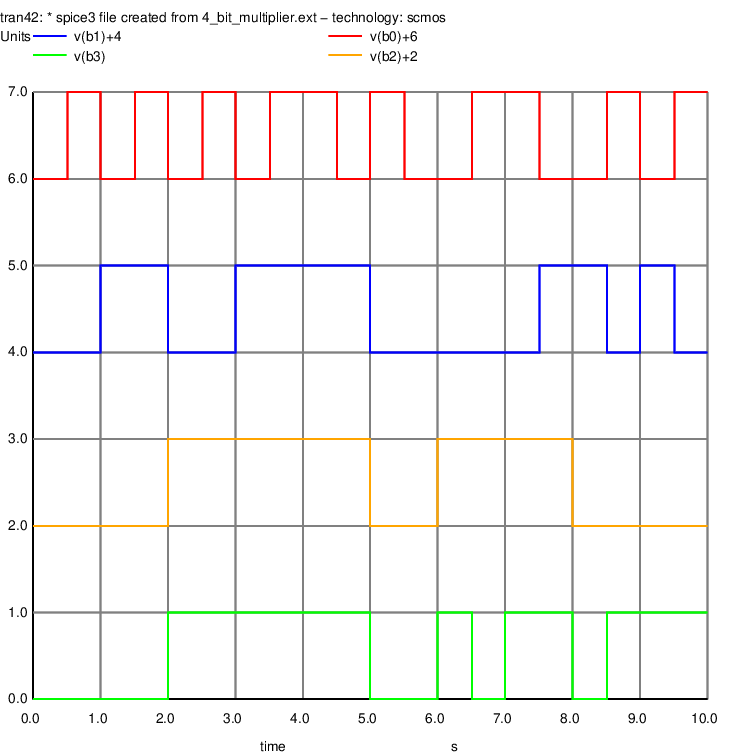 tran42: * spice3 file created from 4_bit_multiplier.ext – technology: scmos
Units v(b1)+4 v(b0)+6
v(b3) v(b2)+2
7.0
6.0
5.0
4.0
3.0
2.0
1.0
0.0
0.0 1.0 2.0 3.0 4.0 5.0 6.0 7.0 8.0 9.0 10.0
time s